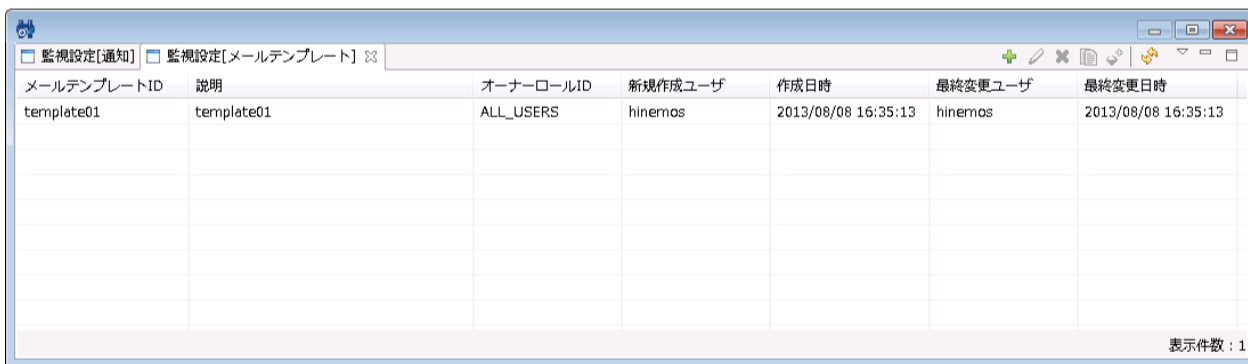 監視設定[通知] 監視設定[メールテンプレート]
メールテンプレートID 説明 オーナーロールID 新規作成ユーザ 作成日時 最終変更ユーザ 最終変更日時
template01 template01 ALL_USERS hinemos 2013/08/08 16:35:13 hinemos 2013/08/08 16:35:13
表示件数：1